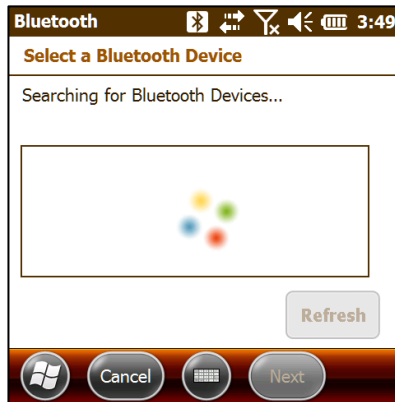 Bluetooth 3:49
Select a Bluetooth Device
Searching for Bluetooth Devices...
Refresh
Cancel Next